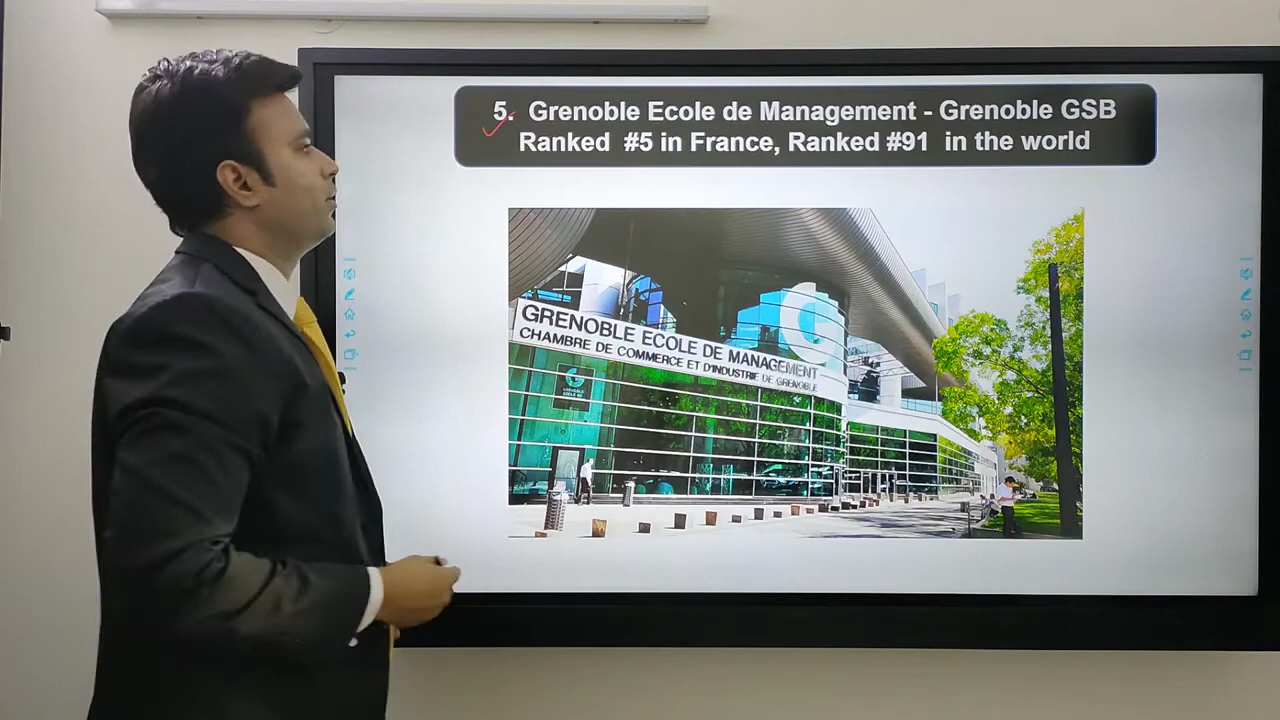 5. Grenoble Ecole de Management - Grenoble GSB
Ranked #5 in France, Ranked #91 in the world
GRENOBLE ECOLE DE MANAGEMENT
CHAMBRE DE COMMERCE ET D'INDUSTRIE DE GRENOBLE